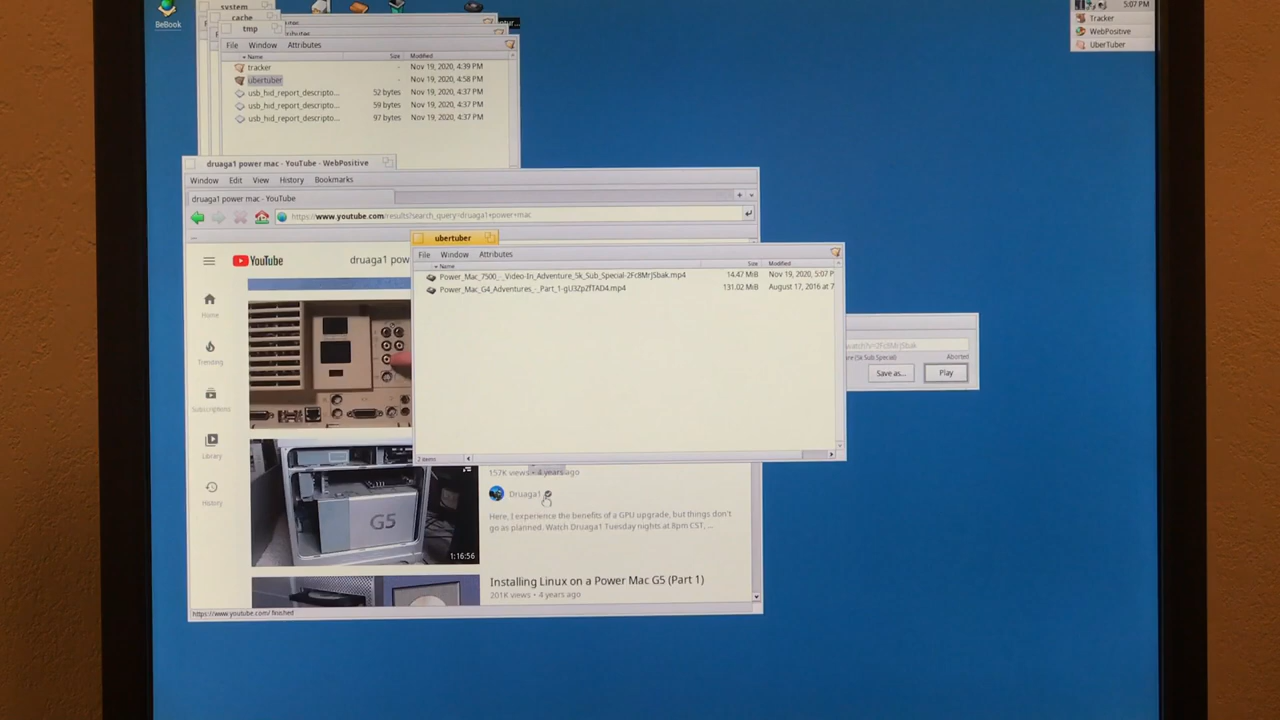 system
cache
tmp
BeBook
File Window Attributes
Name Size Modified
tracker - Nov 19, 2020, 4:39 PM
ubertuber - Nov 19, 2020, 4:58 PM
usb_hid_report_descripto... 52 bytes Nov 19, 2020, 4:37 PM
usb_hid_report_descripto... 59 bytes Nov 19, 2020, 4:37 PM
usb_hid_report_descripto... 97 bytes Nov 19, 2020, 4:37 PM
5:07 PM
Tracker
WebPositive
UberTuber
druaga1 power mac - YouTube - WebPositive
Window Edit View History Bookmarks
druaga1 power mac - YouTube
https://www.youtube.com/results?search_query=druaga1+power+mac
YouTube
druaga1 pow
Home
Trending
Subscriptions
Library
History
ubertuber
File Window Attributes
Name Size Modified
Power_Mac_7500_-_Video-In_Adventure_5k_Sub_Special-2Fc8MrJSbak.mp4 14.47 MiB Nov 19, 2020, 5:07 P
Power_Mac_G4_Adventures_-_Part_1-gU3Zp2fTAD4.mp4 131.02 MiB August 17, 2016 at 7
2 items
watch?v=2Fc8MrJSbak
re (5k Sub Special) Aborted
Save as... Play
157K views • 4 years ago
Druaga1
Here, I experience the benefits of a GPU upgrade, but things don't
go as planned. Watch Druaga1 Tuesday nights at 8pm CST, ...
G5
1:16:56
Installing Linux on a Power Mac G5 (Part 1)
201K views • 4 years ago
https://www.youtube.com/ finished